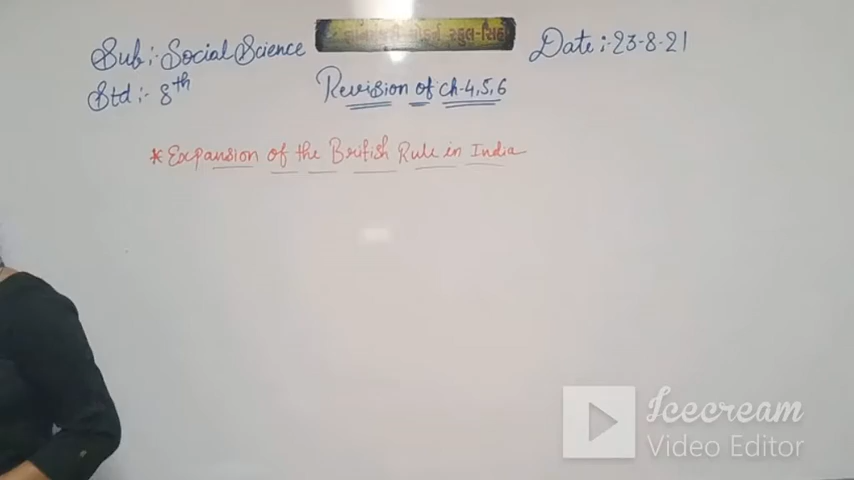 Sub:- Social Science
Date :- 23-8-21
Std :- 8th
Revision of ch-4,5,6
* Expansion of the British Rule in India
Icecream
Video Editor